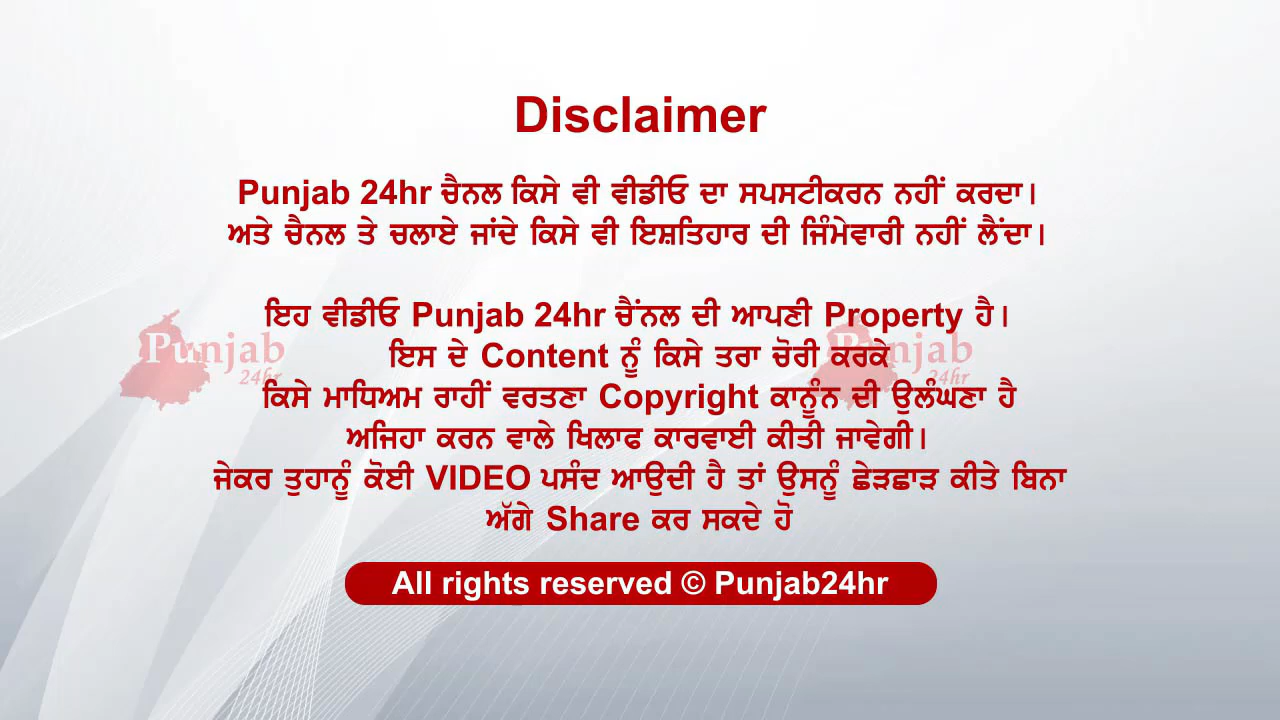 Disclaimer
Punjab 24hr ਚੈਨਲ ਕਿਸੇ ਵੀ ਵੀਡੀਓ ਦਾ ਸਪਸਟੀਕਰਨ ਨਹੀਂ ਕਰਦਾ।
ਅਤੇ ਚੈਨਲ ਤੇ ਚਲਾਏ ਜਾਂਦੇ ਕਿਸੇ ਵੀ ਇਸ਼ਤਿਹਾਰ ਦੀ ਜਿੰਮੇਵਾਰੀ ਨਹੀਂ ਲੈਂਦਾ।
ਇਹ ਵੀਡੀਓ Punjab 24hr ਚੈਂਨਲ ਦੀ ਆਪਣੀ Property ਹੈ।
ਇਸ ਦੇ Content ਨੂੰ ਕਿਸੇ ਤਰਾ ਚੋਰੀ ਕਰਕੇ
ਕਿਸੇ ਮਾਧਿਅਮ ਰਾਹੀਂ ਵਰਤਣਾ Copyright ਕਾਨੂੰਨ ਦੀ ਉਲੰਘਣਾ ਹੈ
ਅਜਿਹਾ ਕਰਨ ਵਾਲੇ ਖਿਲਾਫ ਕਾਰਵਾਈ ਕੀਤੀ ਜਾਵੇਗੀ।
ਜੇਕਰ ਤੁਹਾਨੂੰ ਕੋਈ VIDEO ਪਸੰਦ ਆਉਦੀ ਹੈ ਤਾਂ ਉਸਨੂੰ ਛੇੜਛਾੜ ਕੀਤੇ ਬਿਨਾ
ਅੱਗੇ Share ਕਰ ਸਕਦੇ ਹੋ
All rights reserved © Punjab24hr
Punjab
24hr
Punjab
24hr